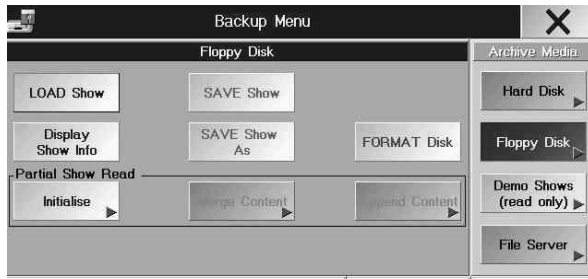 Backup Menu
Floppy Disk
Archive Media
LOAD Show
SAVE Show
Hard Disk
Display
Show Info
SAVE Show
As
FORMAT Disk
Floppy Disk
Partial Show Read
Initialise
Content
Content
Demo Shows
(read only)
File Server